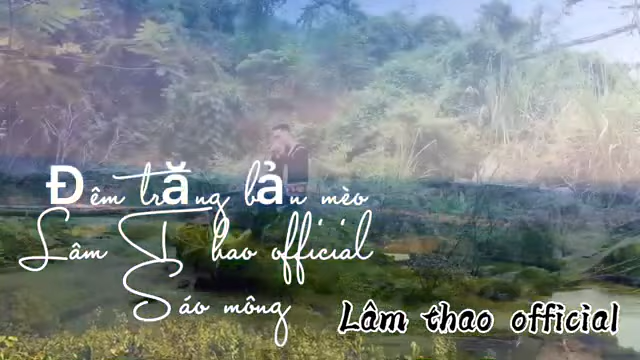 Đêm trăng bản mèo
Lâm Thao official
Sáo mông
Lâm thao official